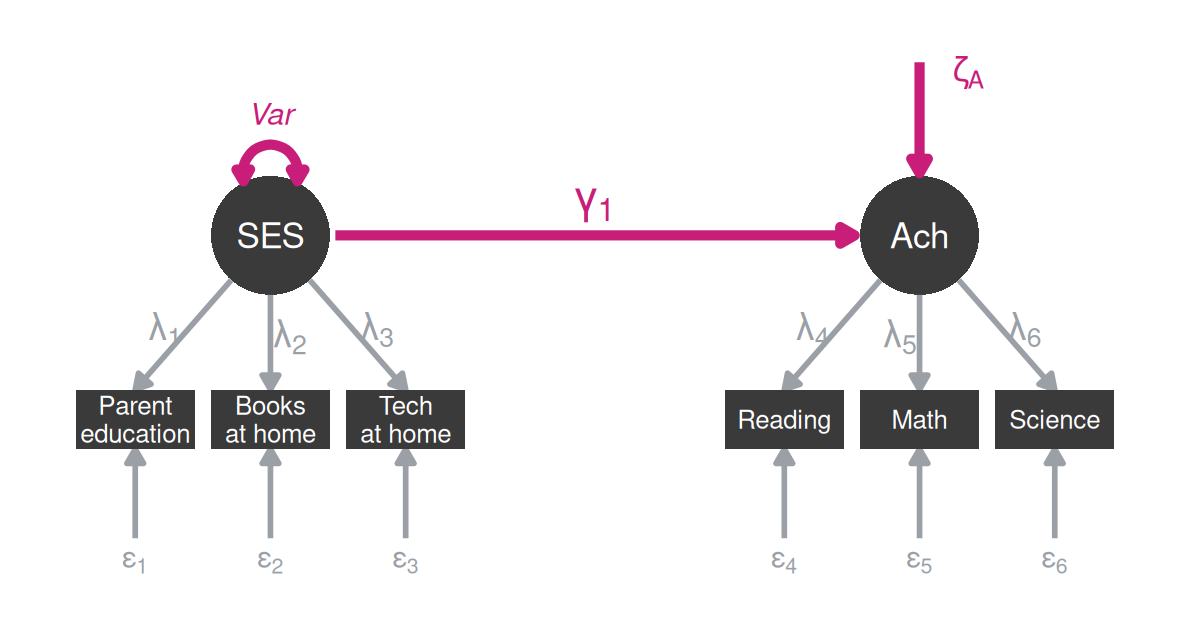 ζA
Var
γ1
SES
Ach
λ1
λ2
λ3
λ4
λ5
λ6
Parent
education
Books
at home
Tech
at home
Reading
Math
Science
ε1
ε2
ε3
ε4
ε5
ε6